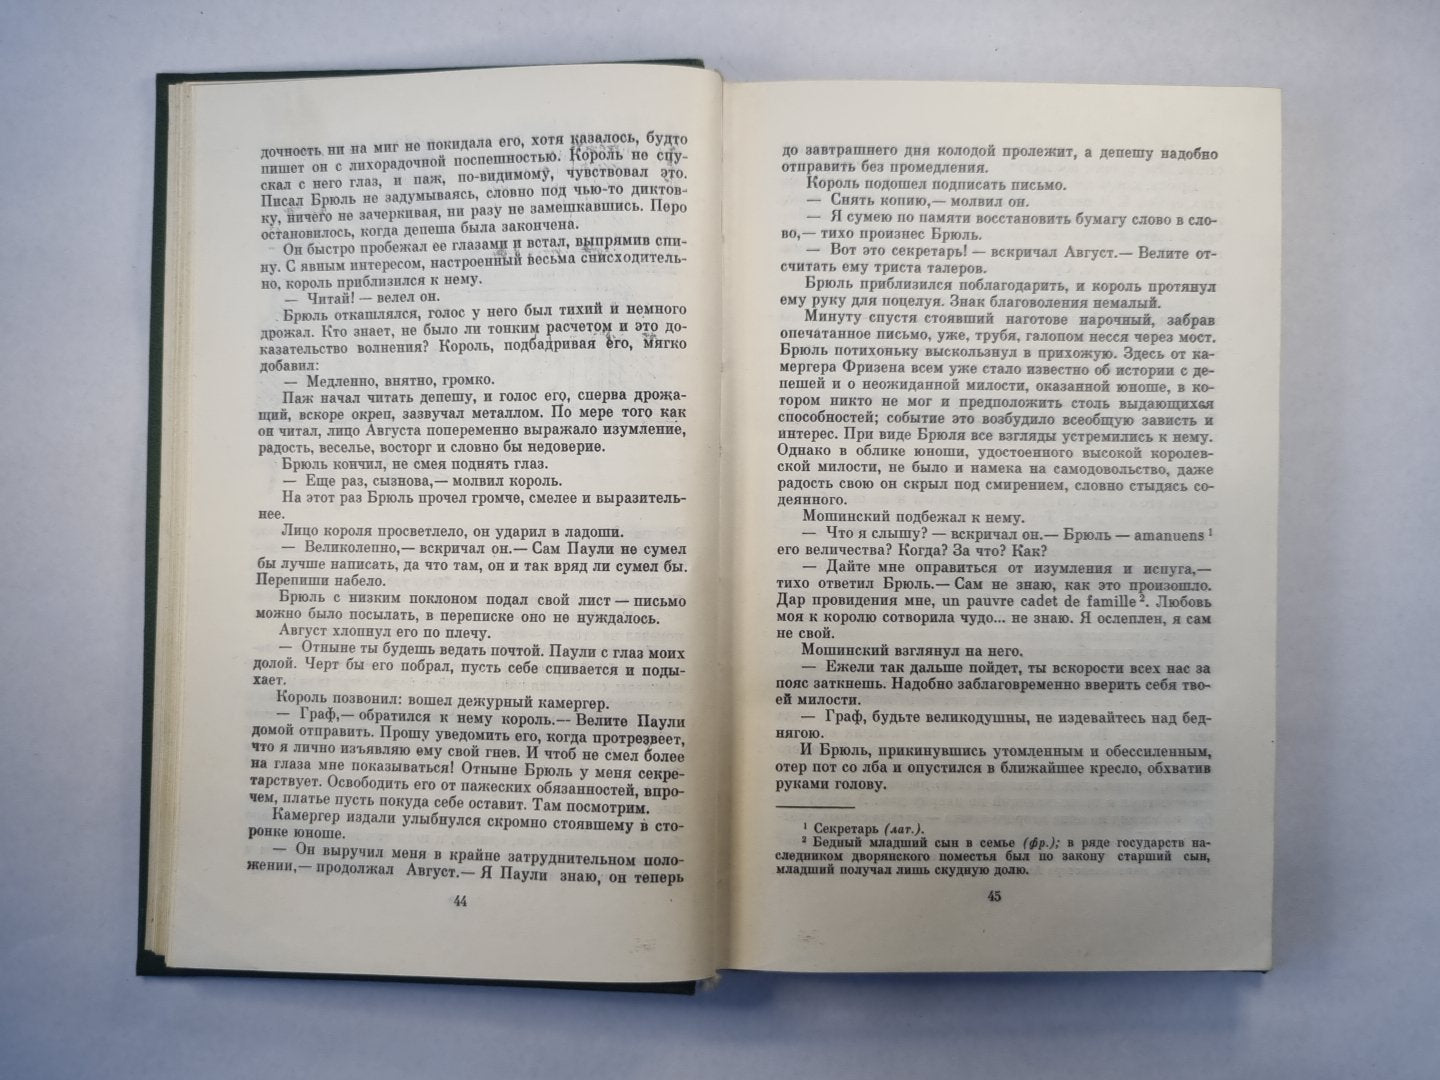 дочность ни на миг не покидала его, хотя казалось, будто
пишет он с лихорадочной поспешностью. Король не спу-
скал с него глаз, и паж, по-видимому, чувствовал это.
Писал Брюль не задумываясь, словно под чью-то диктов-
ку, ничего не зачеркивая, ни разу не замешкавшись. Перо
остановилось, когда депеша была закончена.
Он быстро пробежал ее глазами и встал, выпрямив спи-
ну. С явным интересом, настроенный весьма снисходитель-
но, король приблизился к нему.
— Читай! — велел он.
Брюль откашлялся, голос у него был тихий и немного
дрожал. Кто знает, не было ли тонким расчетом и это до-
казательство волнения? Король, подбадривая его, мягко
добавил:
— Медленно, внятно, громко.
Паж начал читать депешу, и голос его, сперва дрожа-
щий, вскоре окреп, зазвучал металлом. По мере того как
он читал, лицо Августа попеременно выражало изумление,
радость, веселье, восторг и словно бы недоверие.
Брюль кончил, не смея поднять глаз.
— Еще раз, сызнова,— молвил король.
На этот раз Брюль прочел громче, смелее и выразитель-
нее.
Лицо короля просветлело, он ударил в ладоши.
— Великолепно,— вскричал он.— Сам Паули не сумел
бы лучше написать, да что там, он и так вряд ли сумел бы.
Перепиши набело.
Брюль с низким поклоном подал свой лист — письмо
можно было посылать, в переписке оно не нуждалось.
Август хлопнул его по плечу.
— Отныне ты будешь ведать почтой. Паули с глаз моих
долой. Черт бы его побрал, пусть себе спивается и поды-
хает.
Король позвонил: вошел дежурный камергер.
— Граф,— обратился к нему король.— Велите Паули
домой отправить. Прошу уведомить его, когда протрезвеет,
что я лично изъявляю ему свой гнев. И чтоб не смел более
на глаза мне показываться! Отныне Брюль у меня секре-
тарствует. Освободить его от пажеских обязанностей, впро-
чем, платье пусть покуда себе оставит. Там посмотрим.
Камергер издали улыбнулся скромно стоявшему в сто-
ронке юноше.
— Он выручил меня в крайне затруднительном поло-
жении,— продолжал Август.— Я Паули знаю, он теперь
44
до завтрашнего дня колодой пролежит, а депешу надобно
отправить без промедления.
Король подошел подписать письмо.
— Снять копию,— молвил он.
— Я сумею по памяти восстановить бумагу слово в сло-
во,— тихо произнес Брюль.
— Вот это секретарь! — вскричал Август.— Велите от-
считать ему триста талеров.
Брюль приблизился поблагодарить, и король протянул
ему руку для поцелуя. Знак благоволения немалый.
Минуту спустя стоявший наготове нарочный, забрав
опечатанное письмо, уже, трубя, галопом несся через мост.
Брюль потихоньку выскользнул в прихожую. Здесь от ка-
мергера Фризена всем уже стало известно об истории с де-
пешей и о неожиданной милости, оказанной юноше, в ко-
тором никто не мог и предположить столь выдающихся
способностей; событие это возбудило всеобщую зависть и
интерес. При виде Брюля все взгляды устремились к нему.
Однако в облике юноши, удостоенного высокой королев-
ской милости, не было и намека на самодовольство, даже
радость свою он скрыл под смирением, словно стыдясь со-
деянного.
Мошинский подбежал к нему.
— Что я слышу? — вскричал он.— Брюль — amanuens ¹
его величества? Когда? За что? Как?
— Дайте мне оправиться от изумления и испуга,—
тихо ответил Брюль.— Сам не знаю, как это произошло.
Дар провидения мне, un pauvre cadet de famille ². Любовь
моя к королю сотворила чудо... не знаю. Я ослеплен, я сам
не свой.
Мошинский взглянул на него.
— Ежели так дальше пойдет, ты вскорости всех нас за
пояс заткнешь. Надобно заблаговременно вверить себя тво-
ей милости.
— Граф, будьте великодушны, не издевайтесь над бед-
нягою.
И Брюль, прикинувшись утомленным и обессиленным,
отер пот со лба и опустился в ближайшее кресло, обхватив
руками голову.
¹ Секретарь (лат.).
² Бедный младший сын в семье (фр.); в ряде государств на-
следником дворянского поместья был по закону старший сын,
младший получал лишь скудную долю.
45